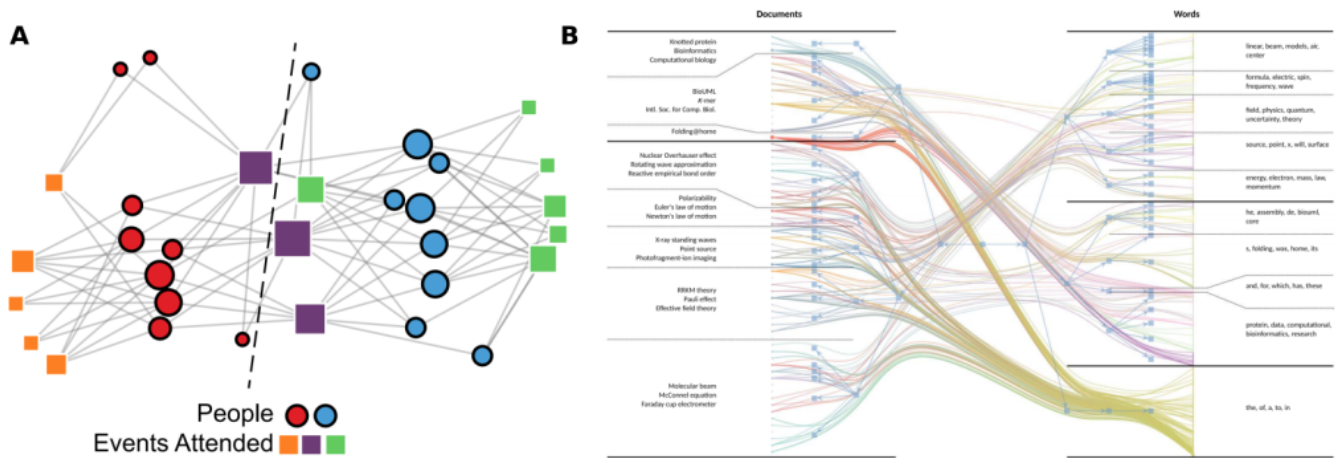 A
People
Events Attended
B
Documents
Words
Knotted protein
Bioinformatics
Computational biology
BioUML
K-mer
Intl. Soc. for Comp. Biol.
Folding@home
Nuclear Overhauser effect
Rotating wave approximation
Reactive empirical bond order
Polarizability
Euler's law of motion
Newton's law of motion
X-ray standing waves
Point source
Photofragment-ion imaging
RRKM theory
Pauli effect
Effective field theory
Molecular beam
McConnel equation
Faraday cup electrometer
linear, beam, models, aic,
center
formula, electric, spin,
frequency, wave
field, physics, quantum,
uncertainty, theory
source, point, x, will, surface
energy, electron, mass, law,
momentum
he, assembly, de, biouml,
core
s, folding, was, home, its
and, for, which, has, these
protein, data, computational,
bioinformatics, research
the, of, a, to, in